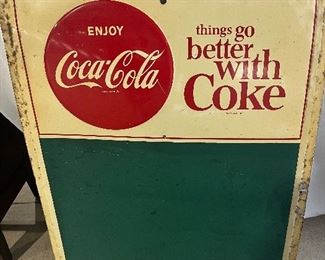 ENJOY
Coca-Cola
things go
better
with
Coke